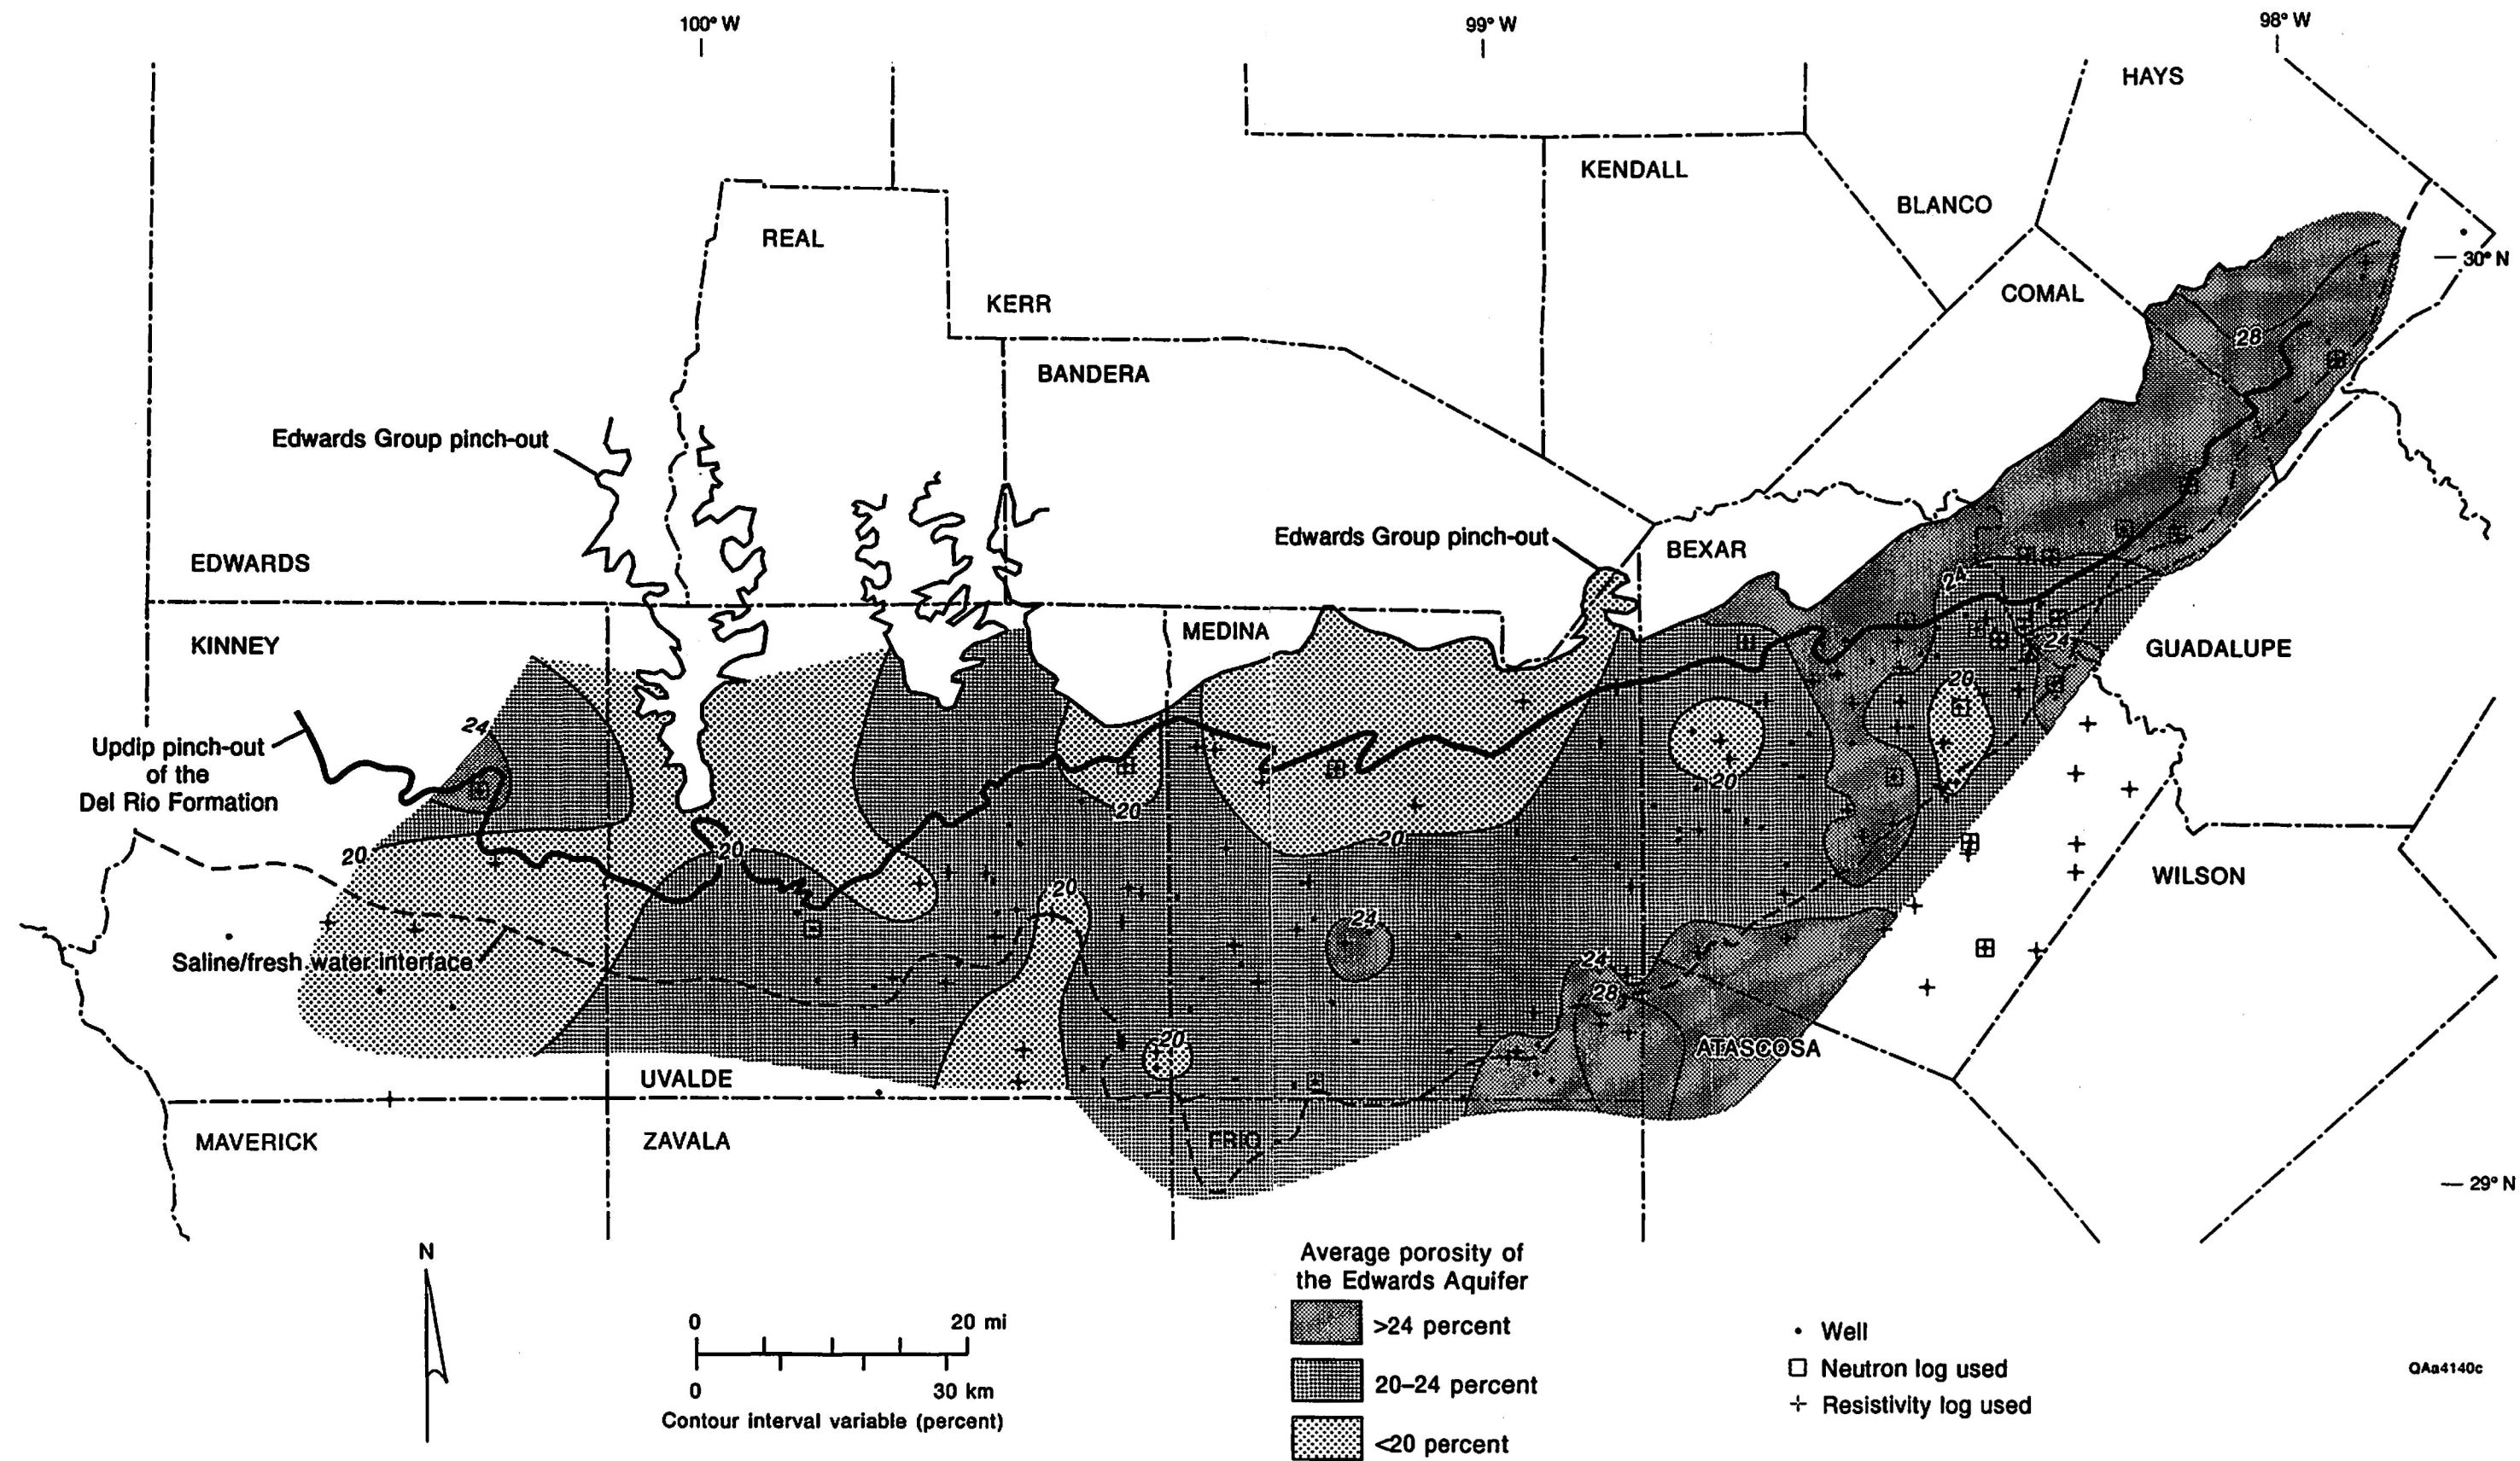 100° W
99° W
98° W
HAYS
KENDALL
BLANCO
REAL
30° N
COMAL
KERR
BANDERA
28
Edwards Group pinch-out
Edwards Group pinch-out
BEXAR
EDWARDS
24
MEDINA
KINNEY
24
GUADALUPE
20
24
Updip pinch-out
of the
Del Rio Formation
20
20
20
20
20
WILSON
20
24
Saline/fresh water interface
24
28
20
ATASCOSA
UVALDE
MAVERICK
ZAVALA
FRIO
29° N
N
Average porosity of
the Edwards Aquifer
0 20 mi
>24 percent
Well
0 30 km
20–24 percent
Neutron log used
QAa4140c
Contour interval variable (percent)
Resistivity log used
<20 percent